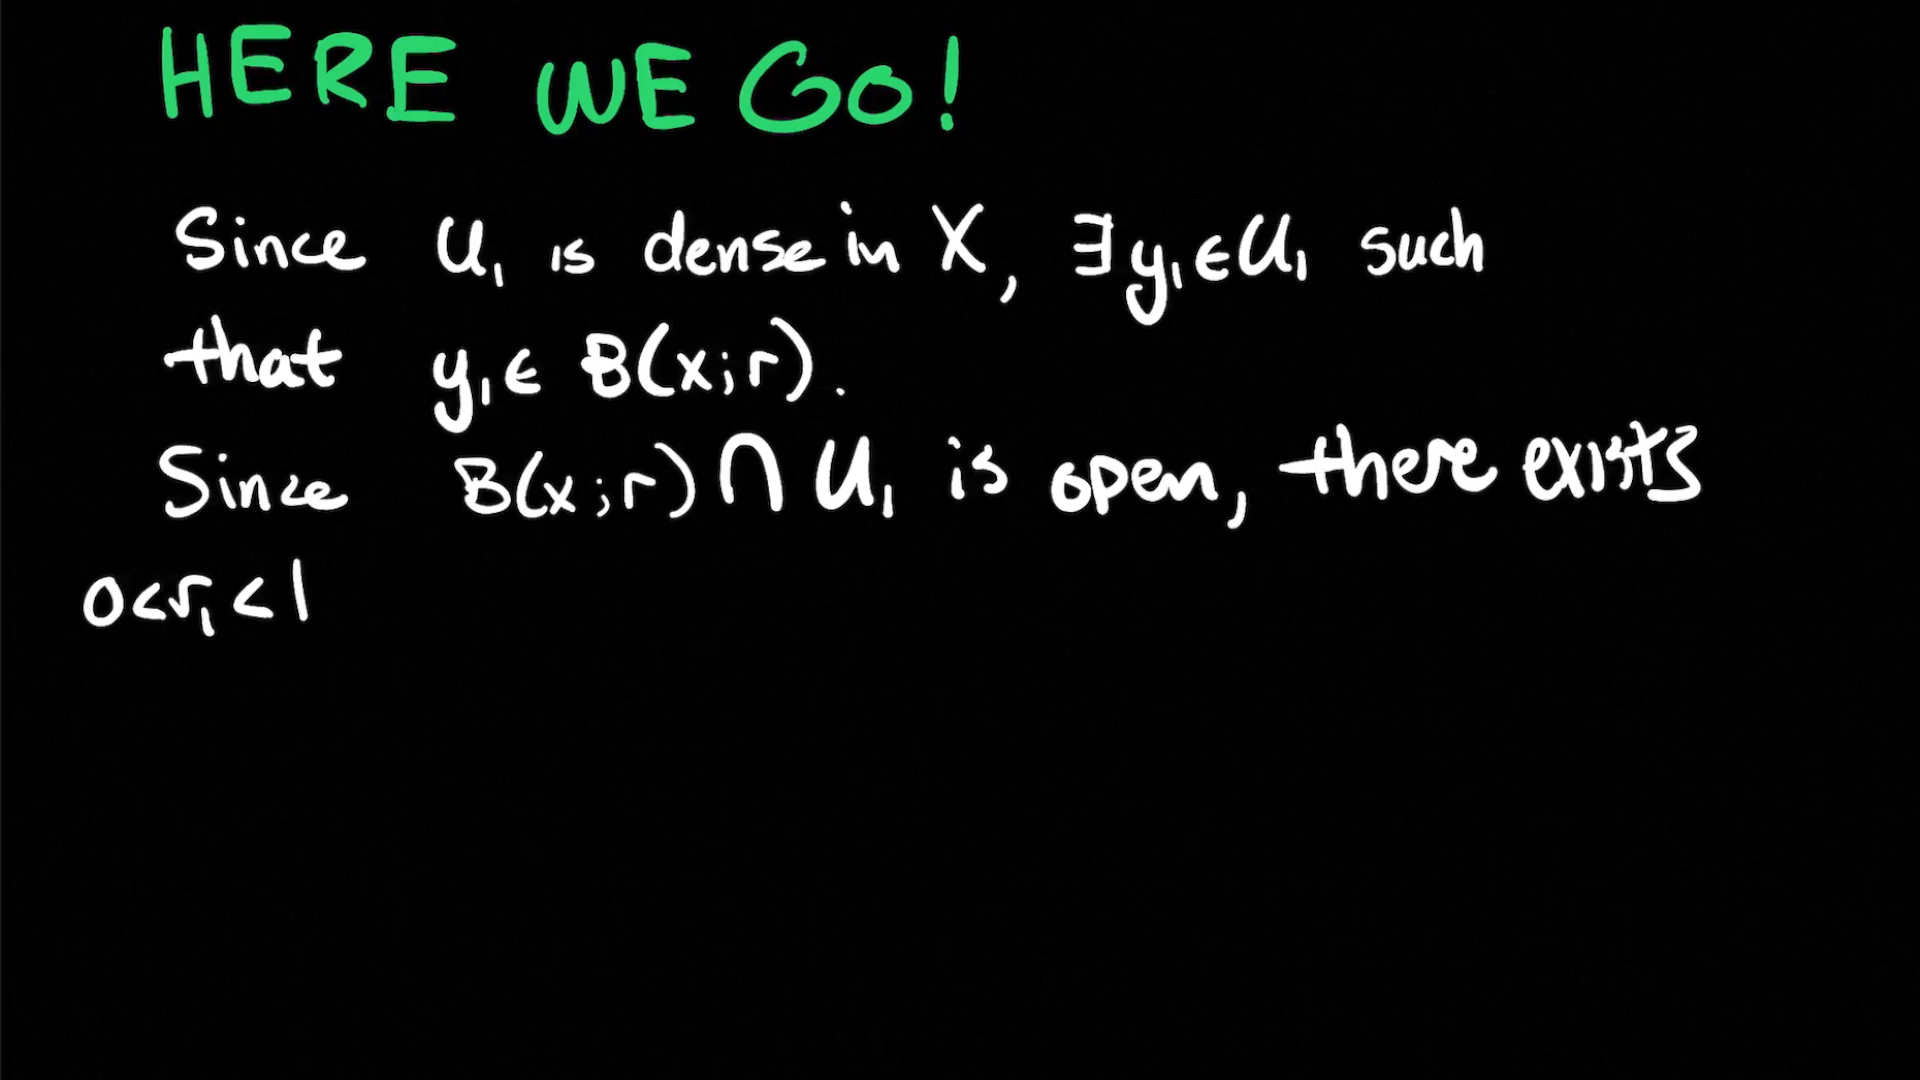 HERE WE GO!
Since U₁ is dense in X, ∃ y₁ ∈ U₁ such
that y₁ ∈ B(x;r).
Since B(x;r) ∩ U₁ is open, there exists
0<r₁<1